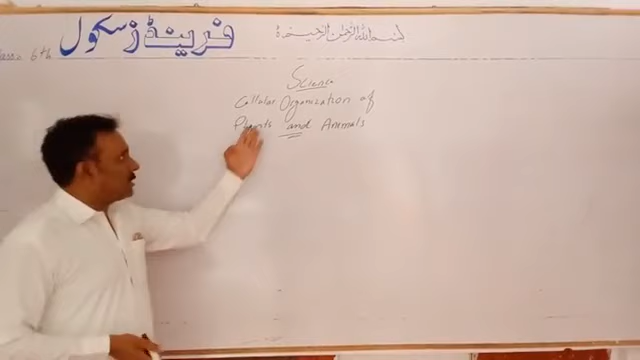 فرینڈز سکول
بسم اللہ الرحمن الرحیم
Class 6th
Science
Cellular Organization of
Plants and Animals